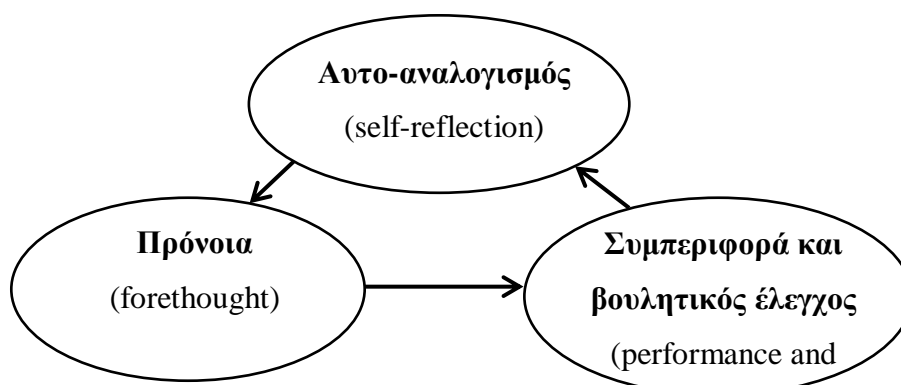 Αυτο-αναλογισμός
(self-reflection)
Πρόνοια
(forethought)
Συμπεριφορά και
βουλητικός έλεγχος
(performance and